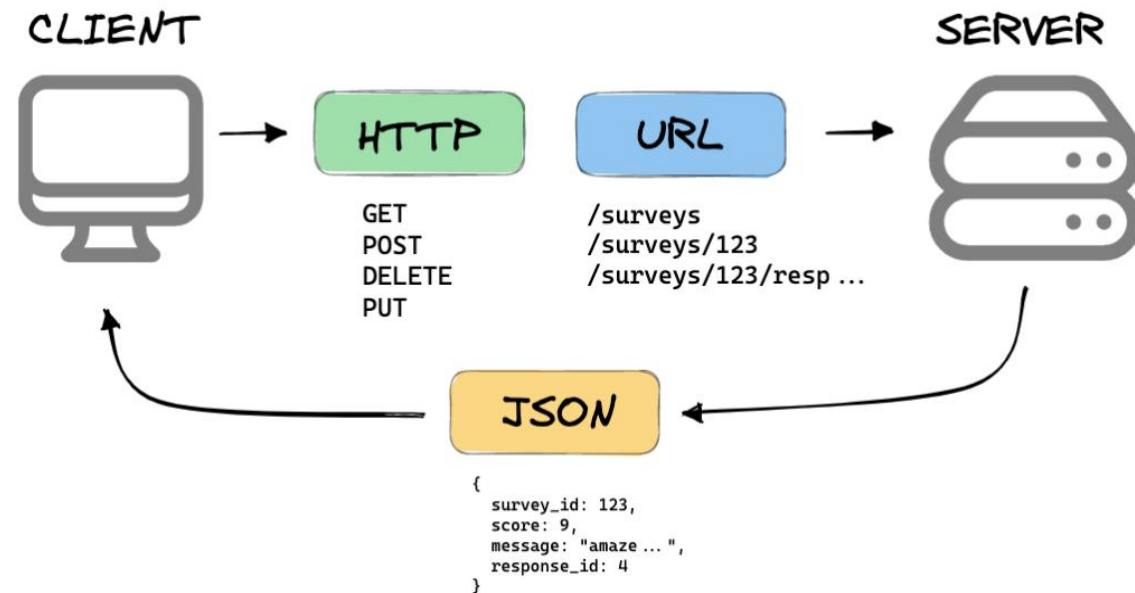 CLIENT
SERVER
HTTP
URL
GET
POST
DELETE
PUT
/surveys
/surveys/123
/surveys/123/resp ...
JSON
{
survey_id: 123,
score: 9,
message: "amaze ... ",
response_id: 4
}